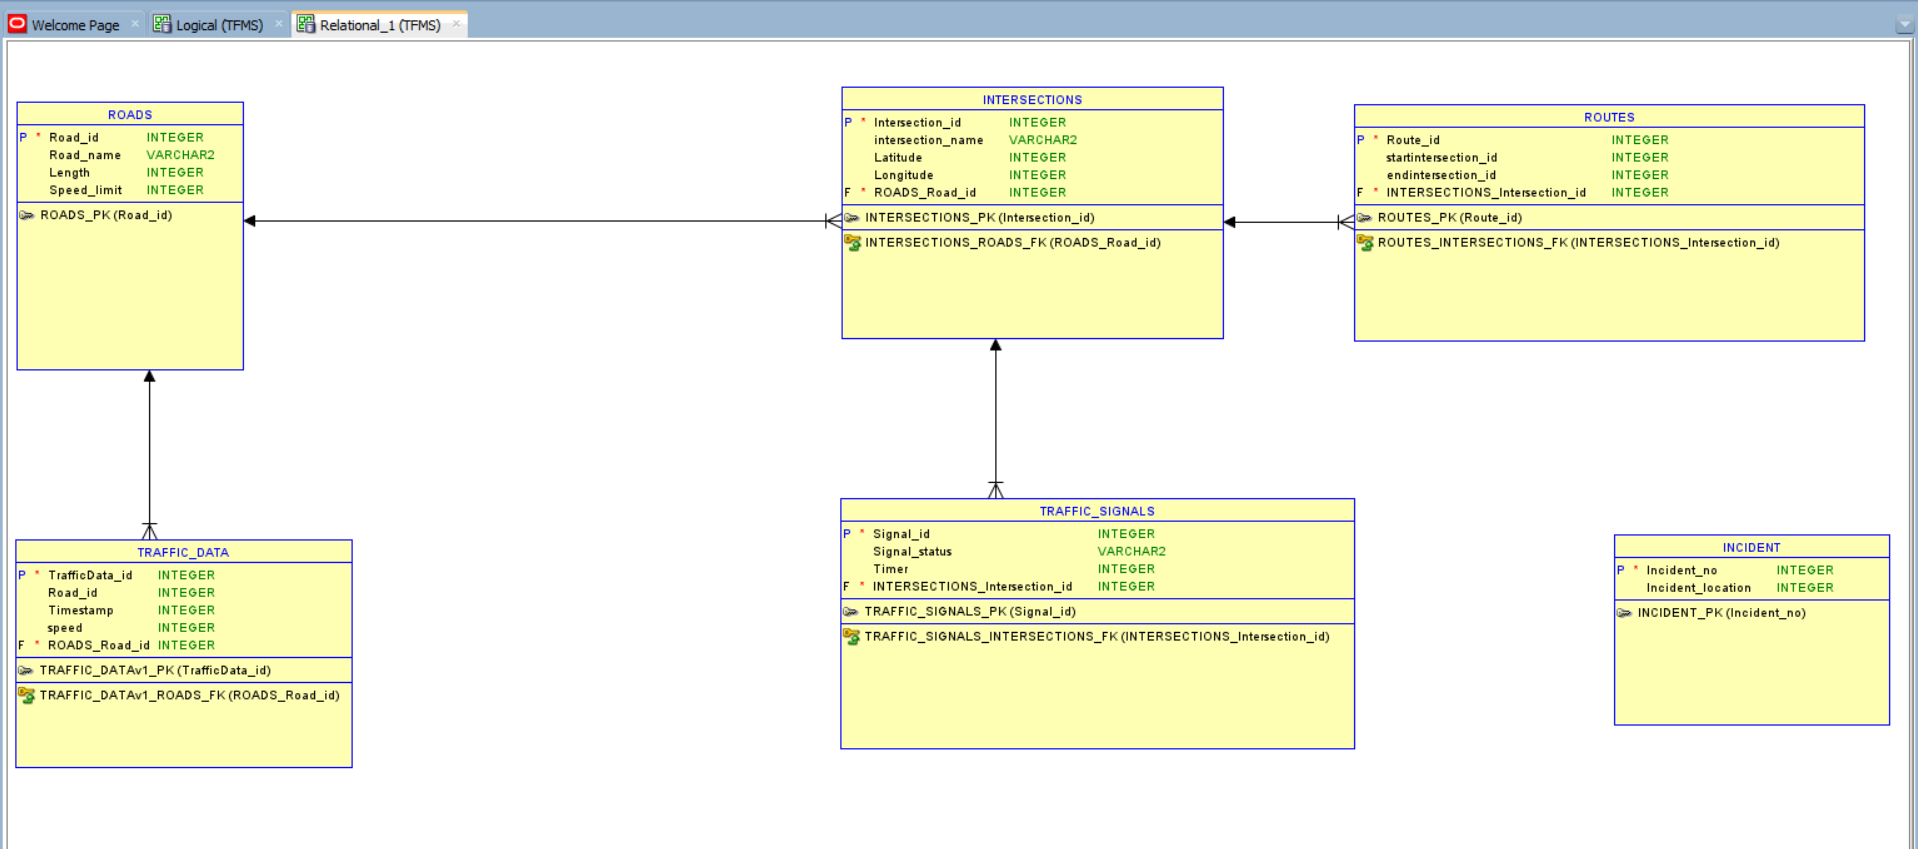 Welcome Page
Logical (TFMS)
Relational_1 (TFMS)
ROADS
P * Road_id INTEGER
Road_name VARCHAR2
Length INTEGER
Speed_limit INTEGER
ROADS_PK (Road_id)
INTERSECTIONS
P * Intersection_id INTEGER
intersection_name VARCHAR2
Latitude INTEGER
Longitude INTEGER
F * ROADS_Road_id INTEGER
INTERSECTIONS_PK (Intersection_id)
INTERSECTIONS_ROADS_FK (ROADS_Road_id)
ROUTES
P * Route_id INTEGER
startintersection_id INTEGER
endintersection_id INTEGER
F * INTERSECTIONS_Intersection_id INTEGER
ROUTES_PK (Route_id)
ROUTES_INTERSECTIONS_FK (INTERSECTIONS_Intersection_id)
TRAFFIC_DATA
P * TrafficData_id INTEGER
Road_id INTEGER
Timestamp INTEGER
speed INTEGER
F * ROADS_Road_id INTEGER
TRAFFIC_DATAv1_PK (TrafficData_id)
TRAFFIC_DATAv1_ROADS_FK (ROADS_Road_id)
TRAFFIC_SIGNALS
P * Signal_id INTEGER
Signal_status VARCHAR2
Timer INTEGER
F * INTERSECTIONS_Intersection_id INTEGER
TRAFFIC_SIGNALS_PK (Signal_id)
TRAFFIC_SIGNALS_INTERSECTIONS_FK (INTERSECTIONS_Intersection_id)
INCIDENT
P * Incident_no INTEGER
Incident_location INTEGER
INCIDENT_PK (Incident_no)